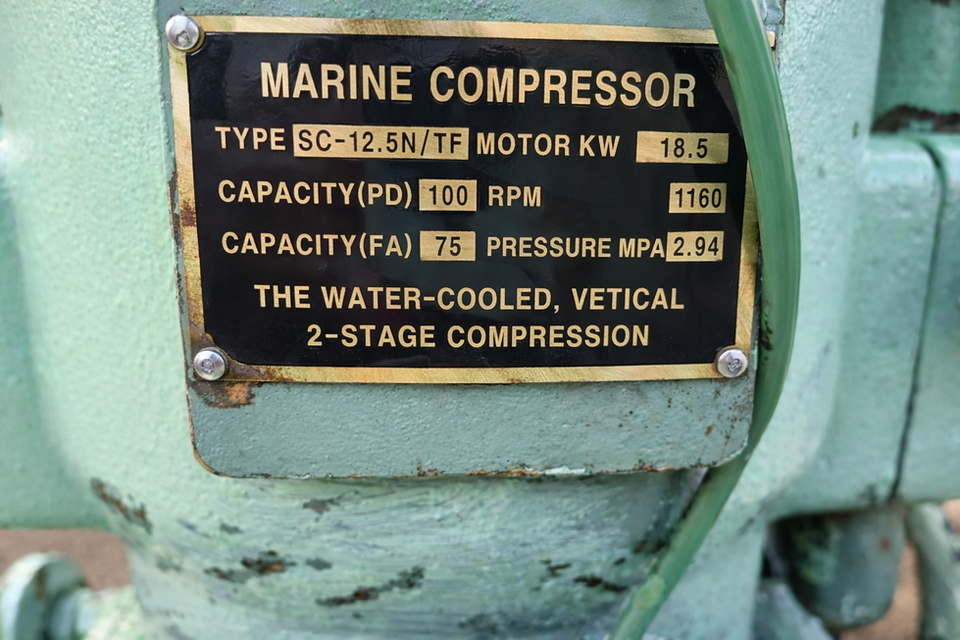 MARINE COMPRESSOR
TYPE SC-12.5N/TF MOTOR KW 18.5
CAPACITY(PD) 100 RPM 1160
CAPACITY(FA) 75 PRESSURE MPA 2.94
THE WATER-COOLED, VETICAL
2-STAGE COMPRESSION